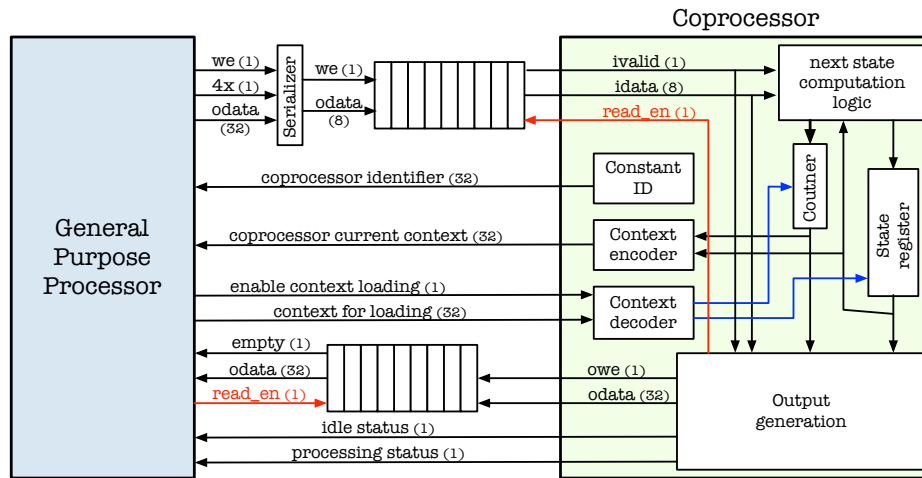 Coprocessor
we (1)
4x (1)
odata
(32)
Serializer
we (1)
odata
(8)
ivalid (1)
idata (8)
read_en (1)
next state
computation
logic
coprocessor identifier (32)
Constant
ID
Coutner
State
register
General
Purpose
Processor
coprocessor current context (32)
Context
encoder
enable context loading (1)
context for loading (32)
Context
decoder
empty (1)
odata (32)
read_en (1)
owe (1)
odata (32)
Output
generation
idle status (1)
processing status (1)